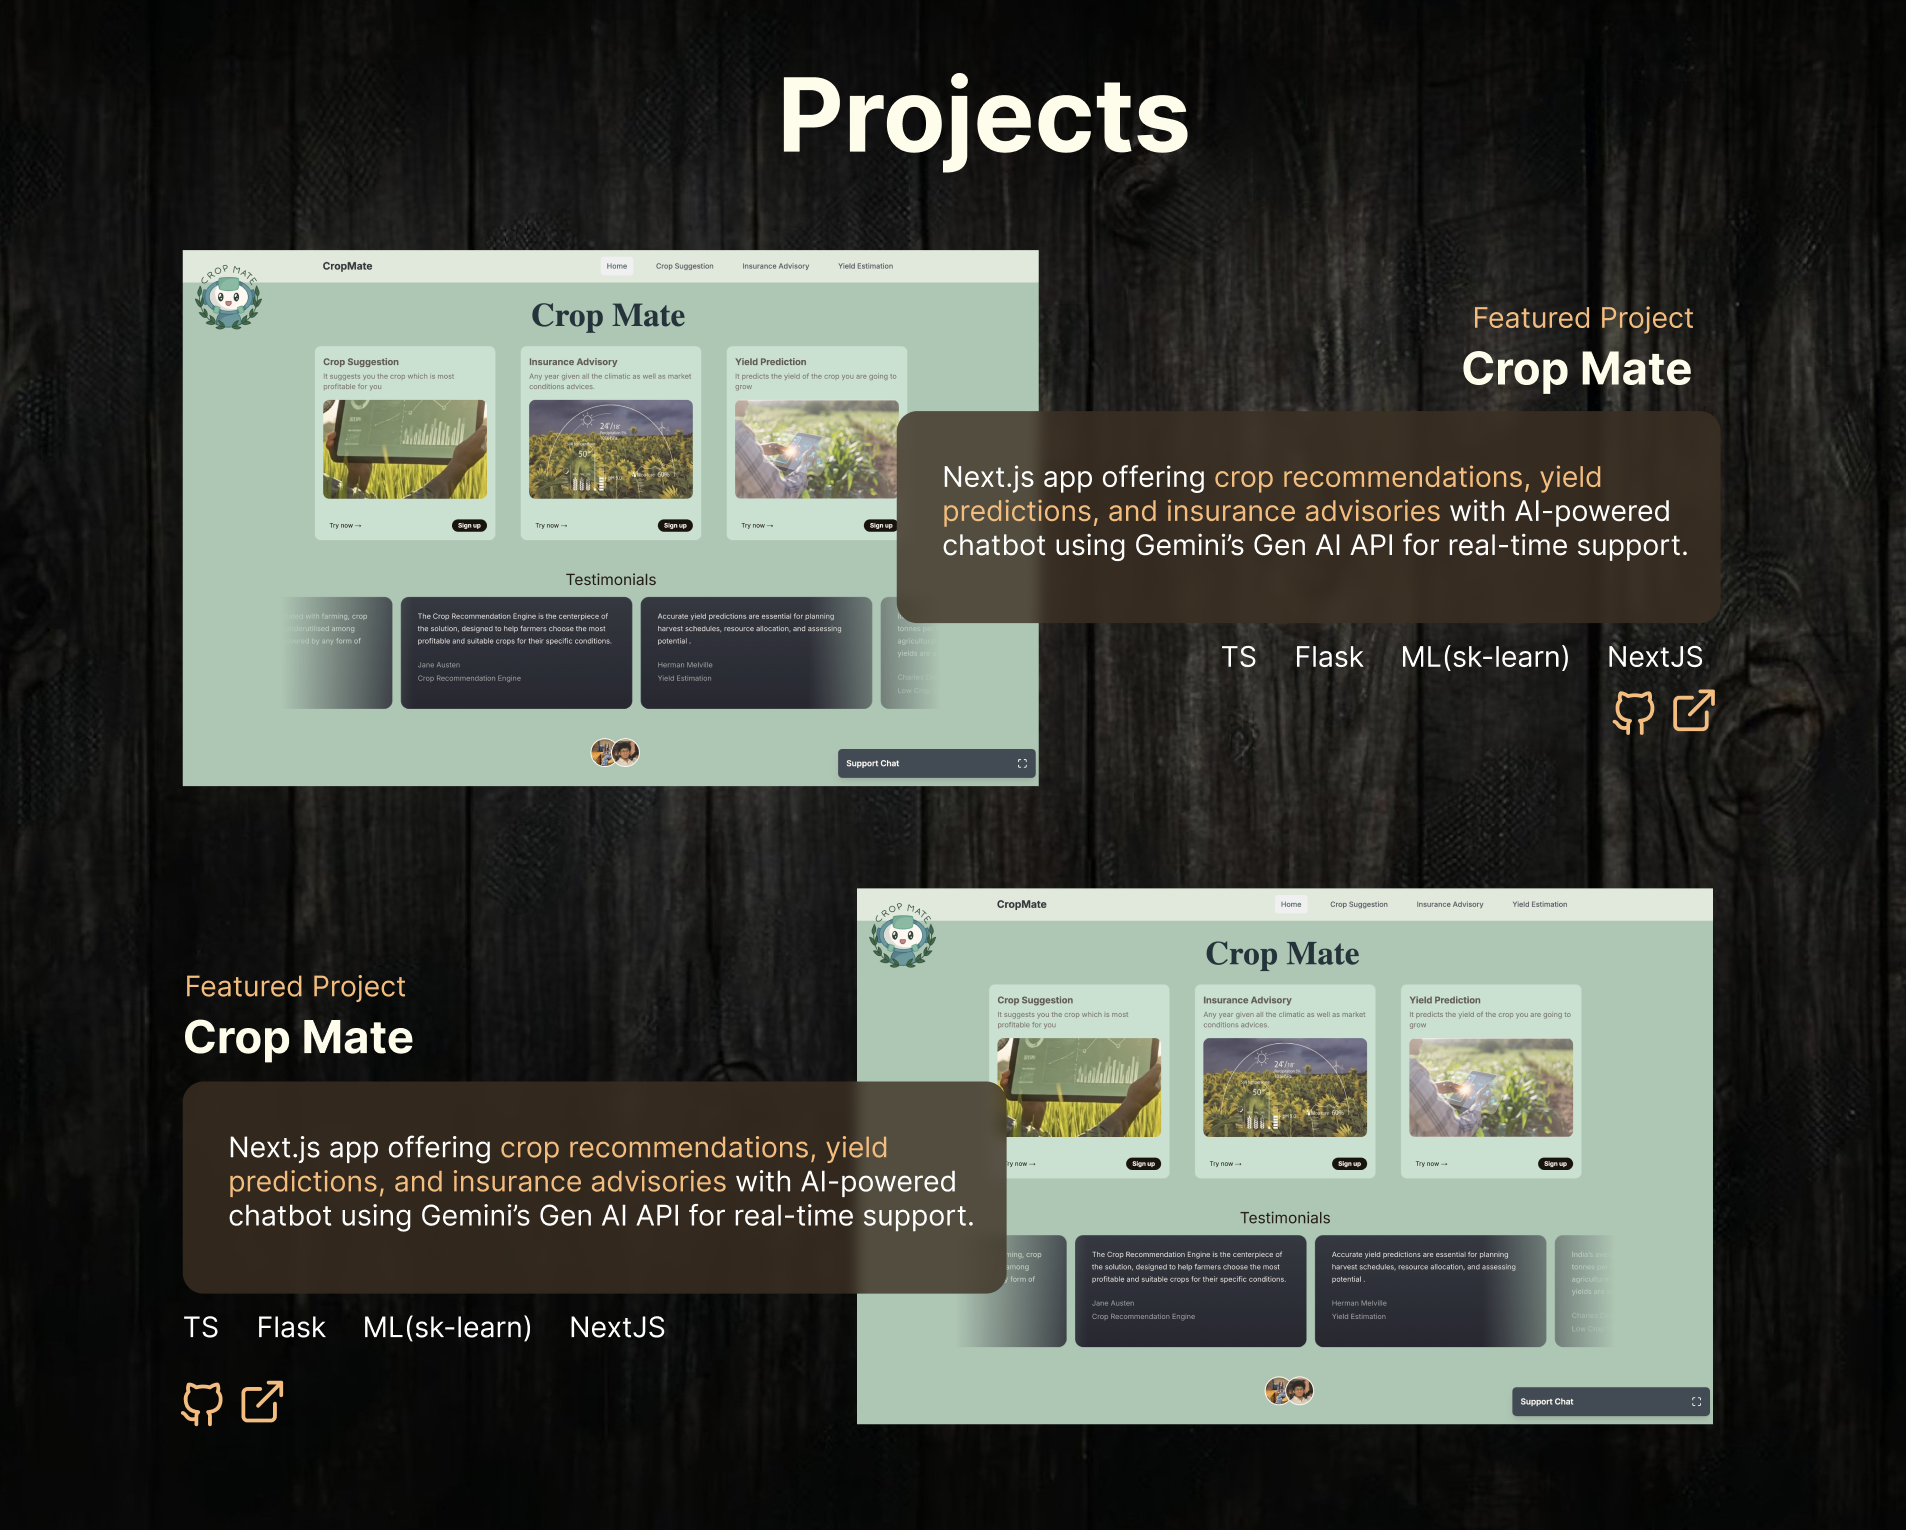 Projects
CROP MATE
CropMate
Home Crop Suggestion Insurance Advisory Yield Estimation
Crop Mate
Crop Suggestion
It suggests you the crop which is most
profitable for you
Try now → Sign up
Insurance Advisory
Any year given all the climatic as well as market
conditions advices.
24°/
50°
60%
Try now → Sign up
Yield Prediction
It predicts the yield of the crop you are going to
grow
Try now → Sign up
Testimonials
with farming, crop
among
by any form of
The Crop Recommendation Engine is the centerpiece of
the solution, designed to help farmers choose the most
profitable and suitable crops for their specific conditions.
Jane Austen
Crop Recommendation Engine
Accurate yield predictions are essential for planning
harvest schedules, resource allocation, and assessing
potential .
Herman Melville
Yield Estimation
Support Chat
Featured Project
Crop Mate
Next.js app offering crop recommendations, yield
predictions, and insurance advisories with AI-powered
chatbot using Gemini's Gen AI API for real-time support.
TS Flask ML(sk-learn) NextJS
Featured Project
Crop Mate
Next.js app offering crop recommendations, yield
predictions, and insurance advisories with AI-powered
chatbot using Gemini's Gen AI API for real-time support.
TS Flask ML(sk-learn) NextJS
CROP MATE
CropMate
Home Crop Suggestion Insurance Advisory Yield Estimation
Crop Mate
Crop Suggestion
It suggests you the crop which is most
profitable for you
now → Sign up
Insurance Advisory
Any year given all the climatic as well as market
conditions advices.
24°/
50°
60%
Try now → Sign up
Yield Prediction
It predicts the yield of the crop you are going to
grow
Try now → Sign up
Testimonials
crop
among
form of
The Crop Recommendation Engine is the centerpiece of
the solution, designed to help farmers choose the most
profitable and suitable crops for their specific conditions.
Jane Austen
Crop Recommendation Engine
Accurate yield predictions are essential for planning
harvest schedules, resource allocation, and assessing
potential .
Herman Melville
Yield Estimation
India's
tonnes
yields
Charles
Low
Support Chat